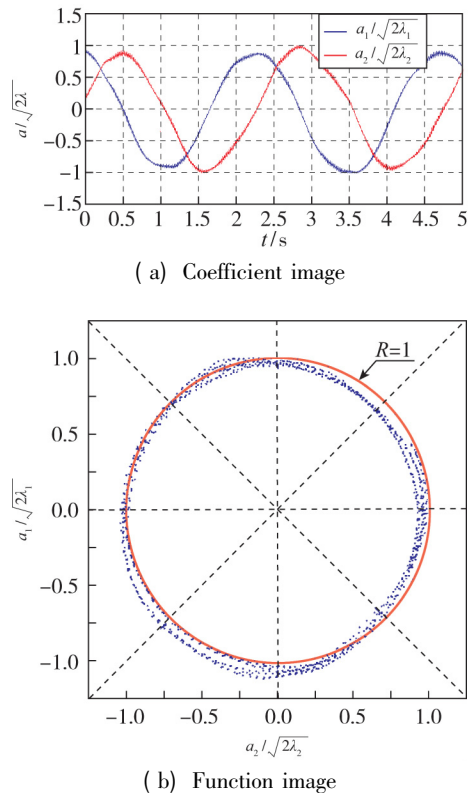 1.5
1
0.5
0
−0.5
−1
−1.5
a/√2λ
a₁/√2λ₁
a₂/√2λ₂
0 0.5 1 1.5 2 2.5 3 3.5 4 4.5 5
t/s
( a) Coefficient image
R=1
1.0
0.5
0.0
−0.5
−1.0
a₁/√2λ₁
−1.0 −0.5 0.0 0.5 1.0
a₂/√2λ₂
( b) Function image